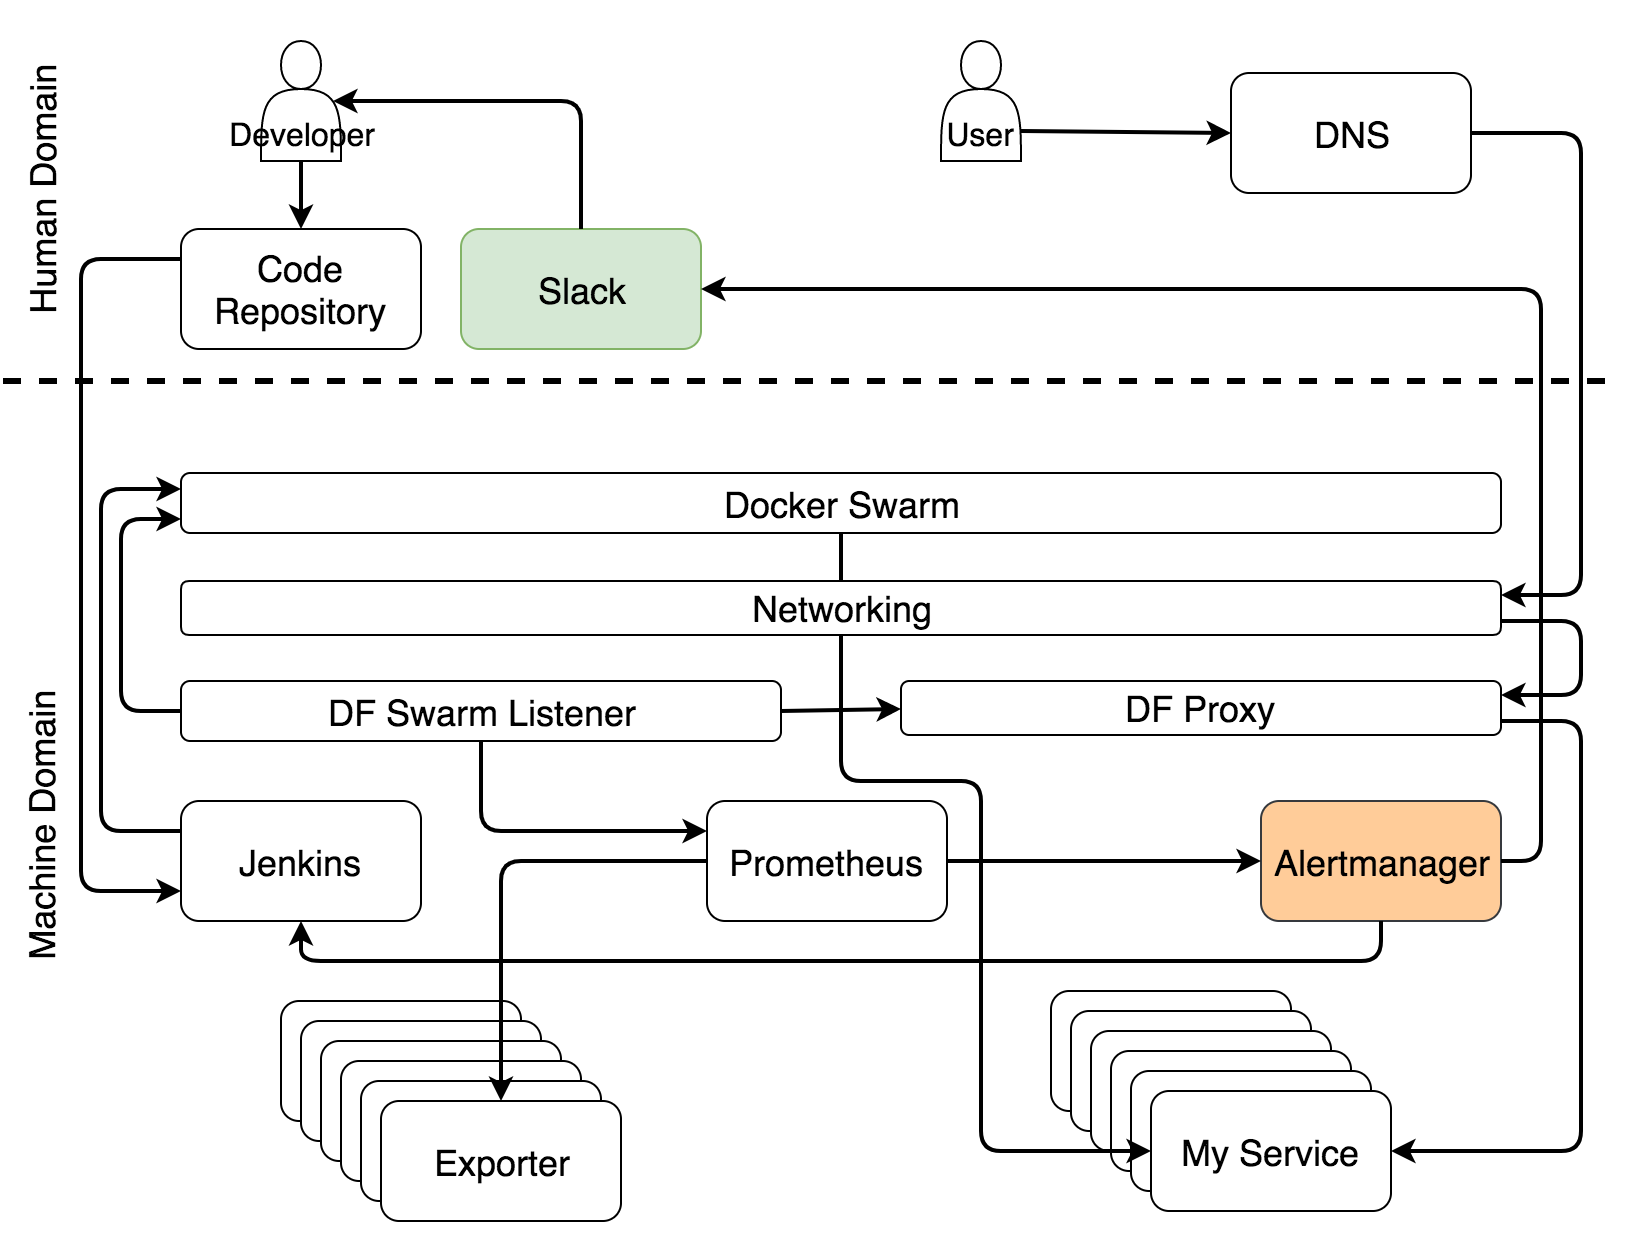 Human Domain
Developer
User
DNS
Code
Repository
Slack
Machine Domain
Docker Swarm
Networking
DF Swarm Listener
DF Proxy
Jenkins
Prometheus
Alertmanager
Exporter
My Service